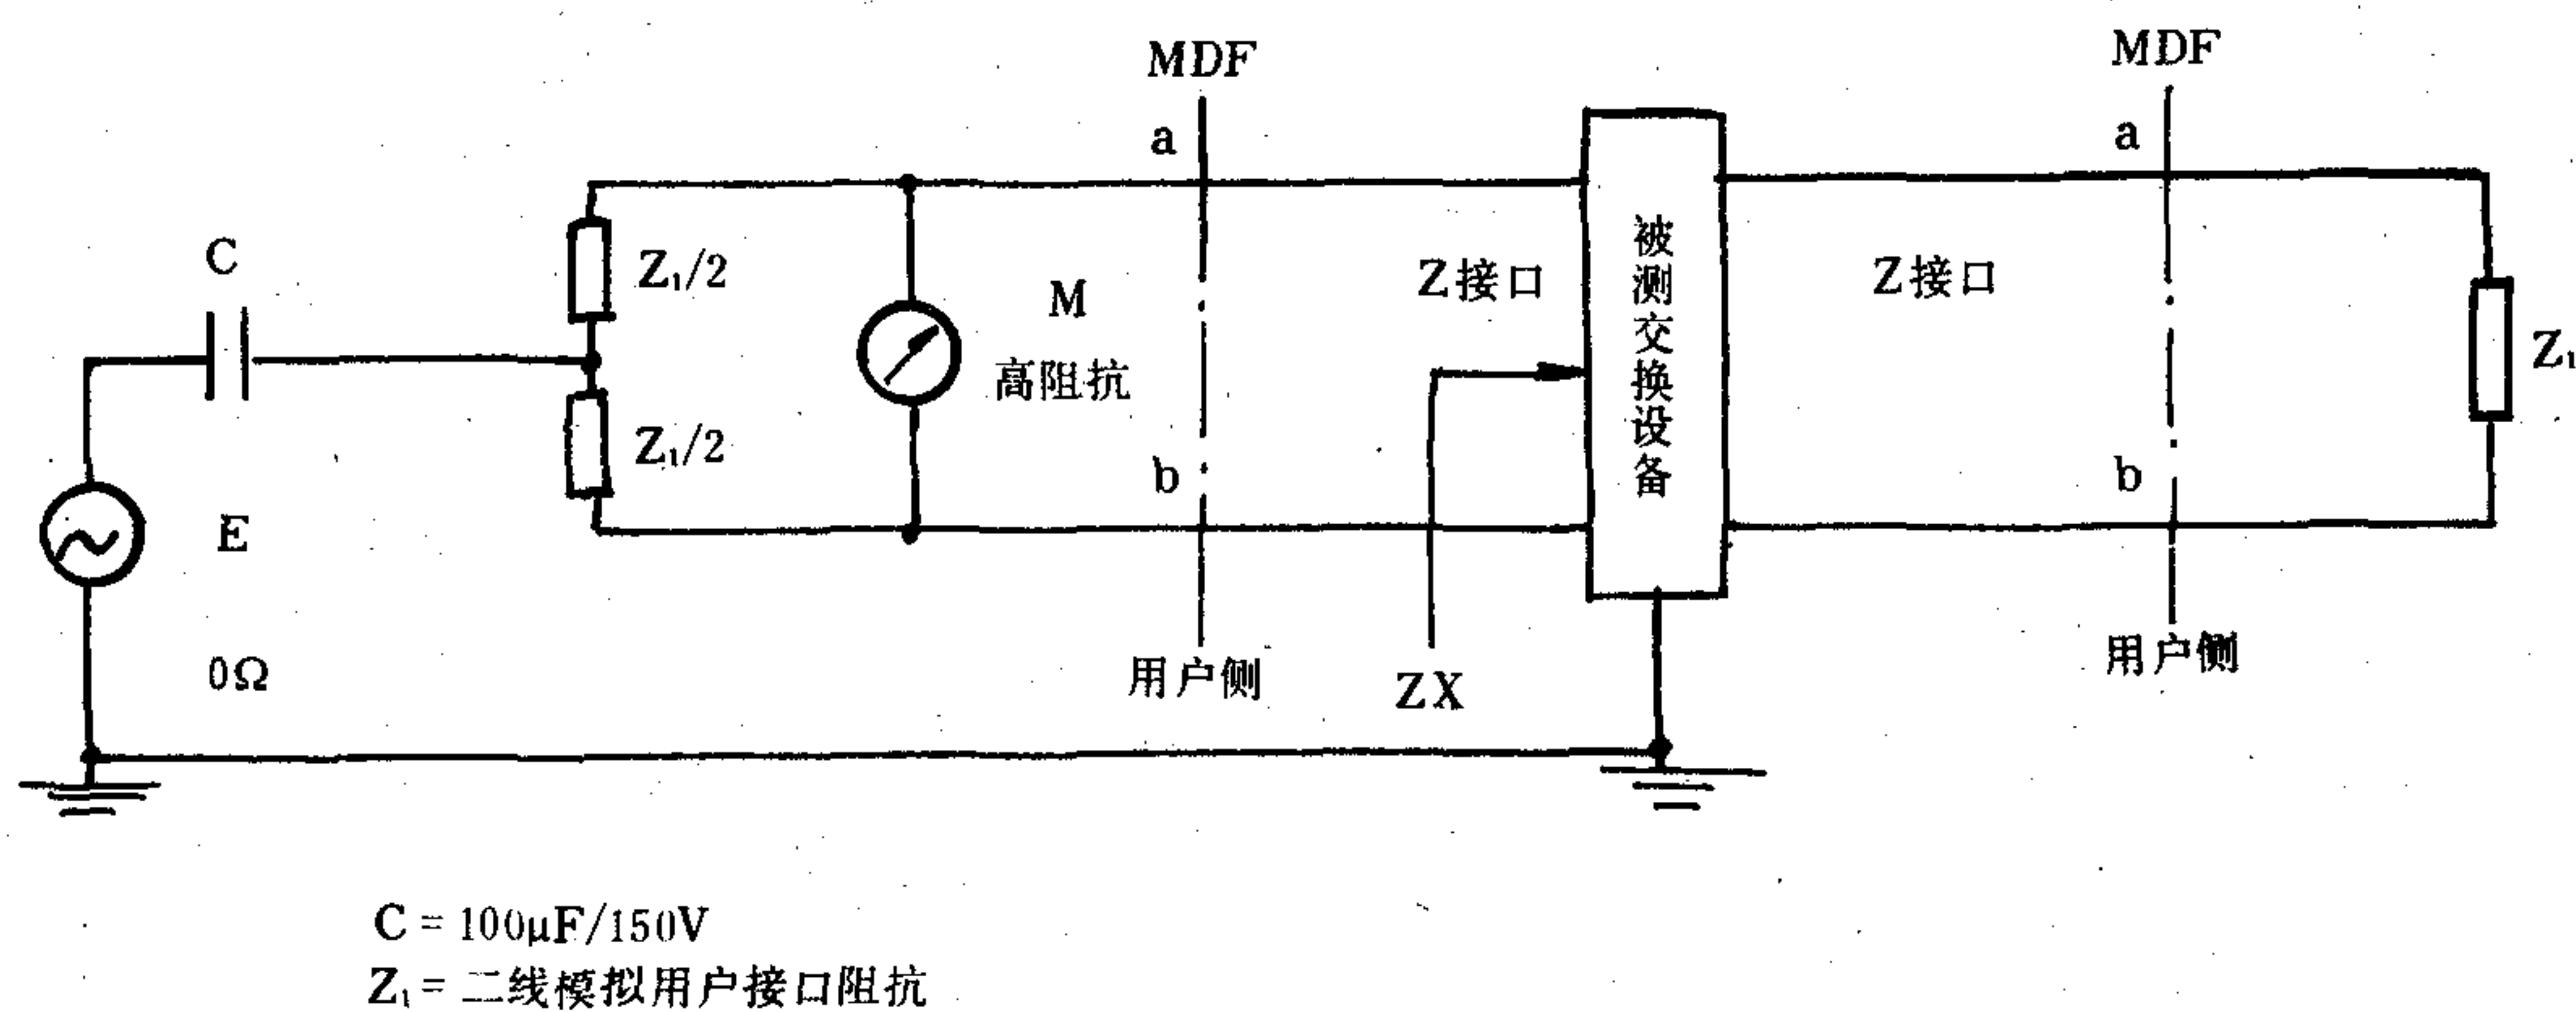 MDF
MDF
a
a
C
Z₁/2
M
高阻抗
Z接口
被测交换设备
Z接口
Z₁
Z₁/2
b
b
E
0Ω
用户侧
ZX
用户侧
C = 100μF/150V
Z₁ = 二线模拟用户接口阻抗